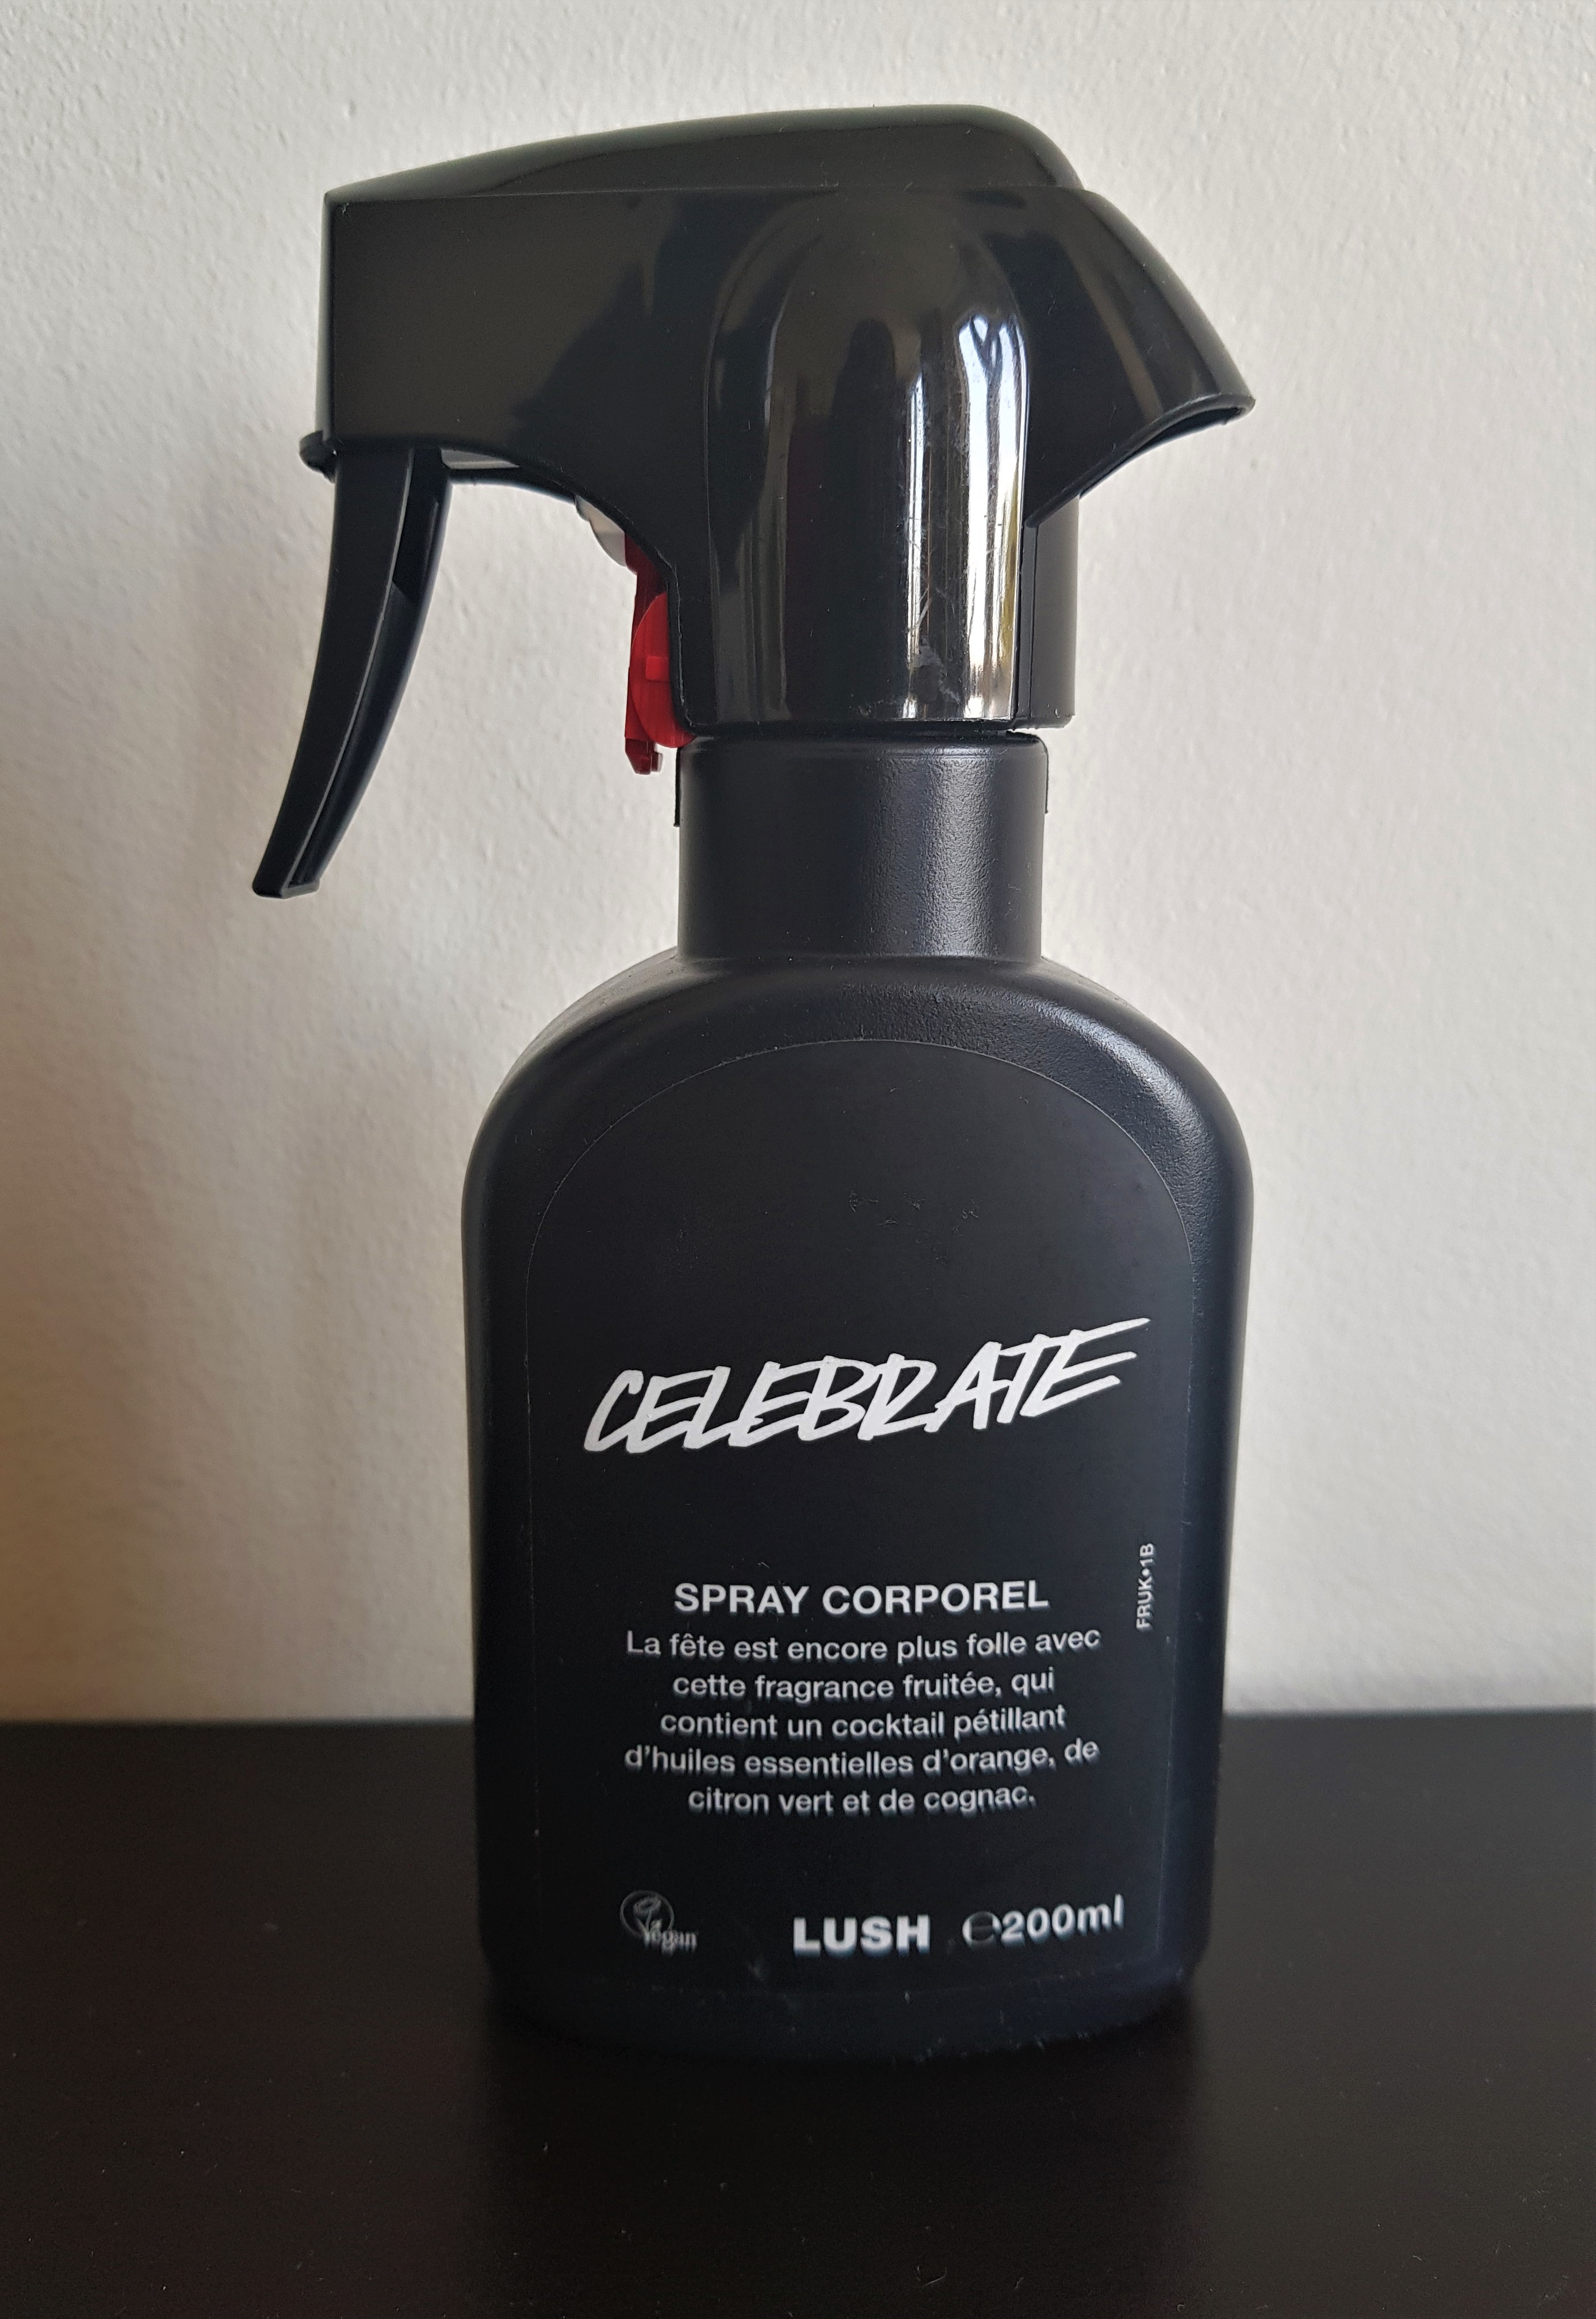 CELEBRATE
SPRAY CORPOREL
La fête est encore plus folle avec
cette fragrance fruitée, qui
contient un cocktail pétillant
d'huiles essentielles d'orange, de
citron vert et de cognac.
FRUK•1B
Vegan
LUSH ℮200ml